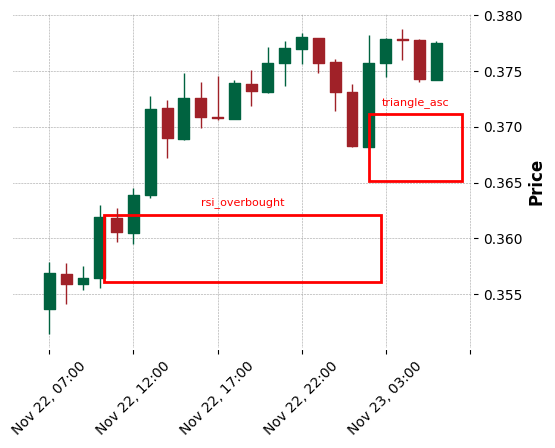 0.380
0.375
triangle_asc
0.370
0.365
rsi_overbought
0.360
0.355
Price
Nov 22, 07:00
Nov 22, 12:00
Nov 22, 17:00
Nov 22, 22:00
Nov 23, 03:00